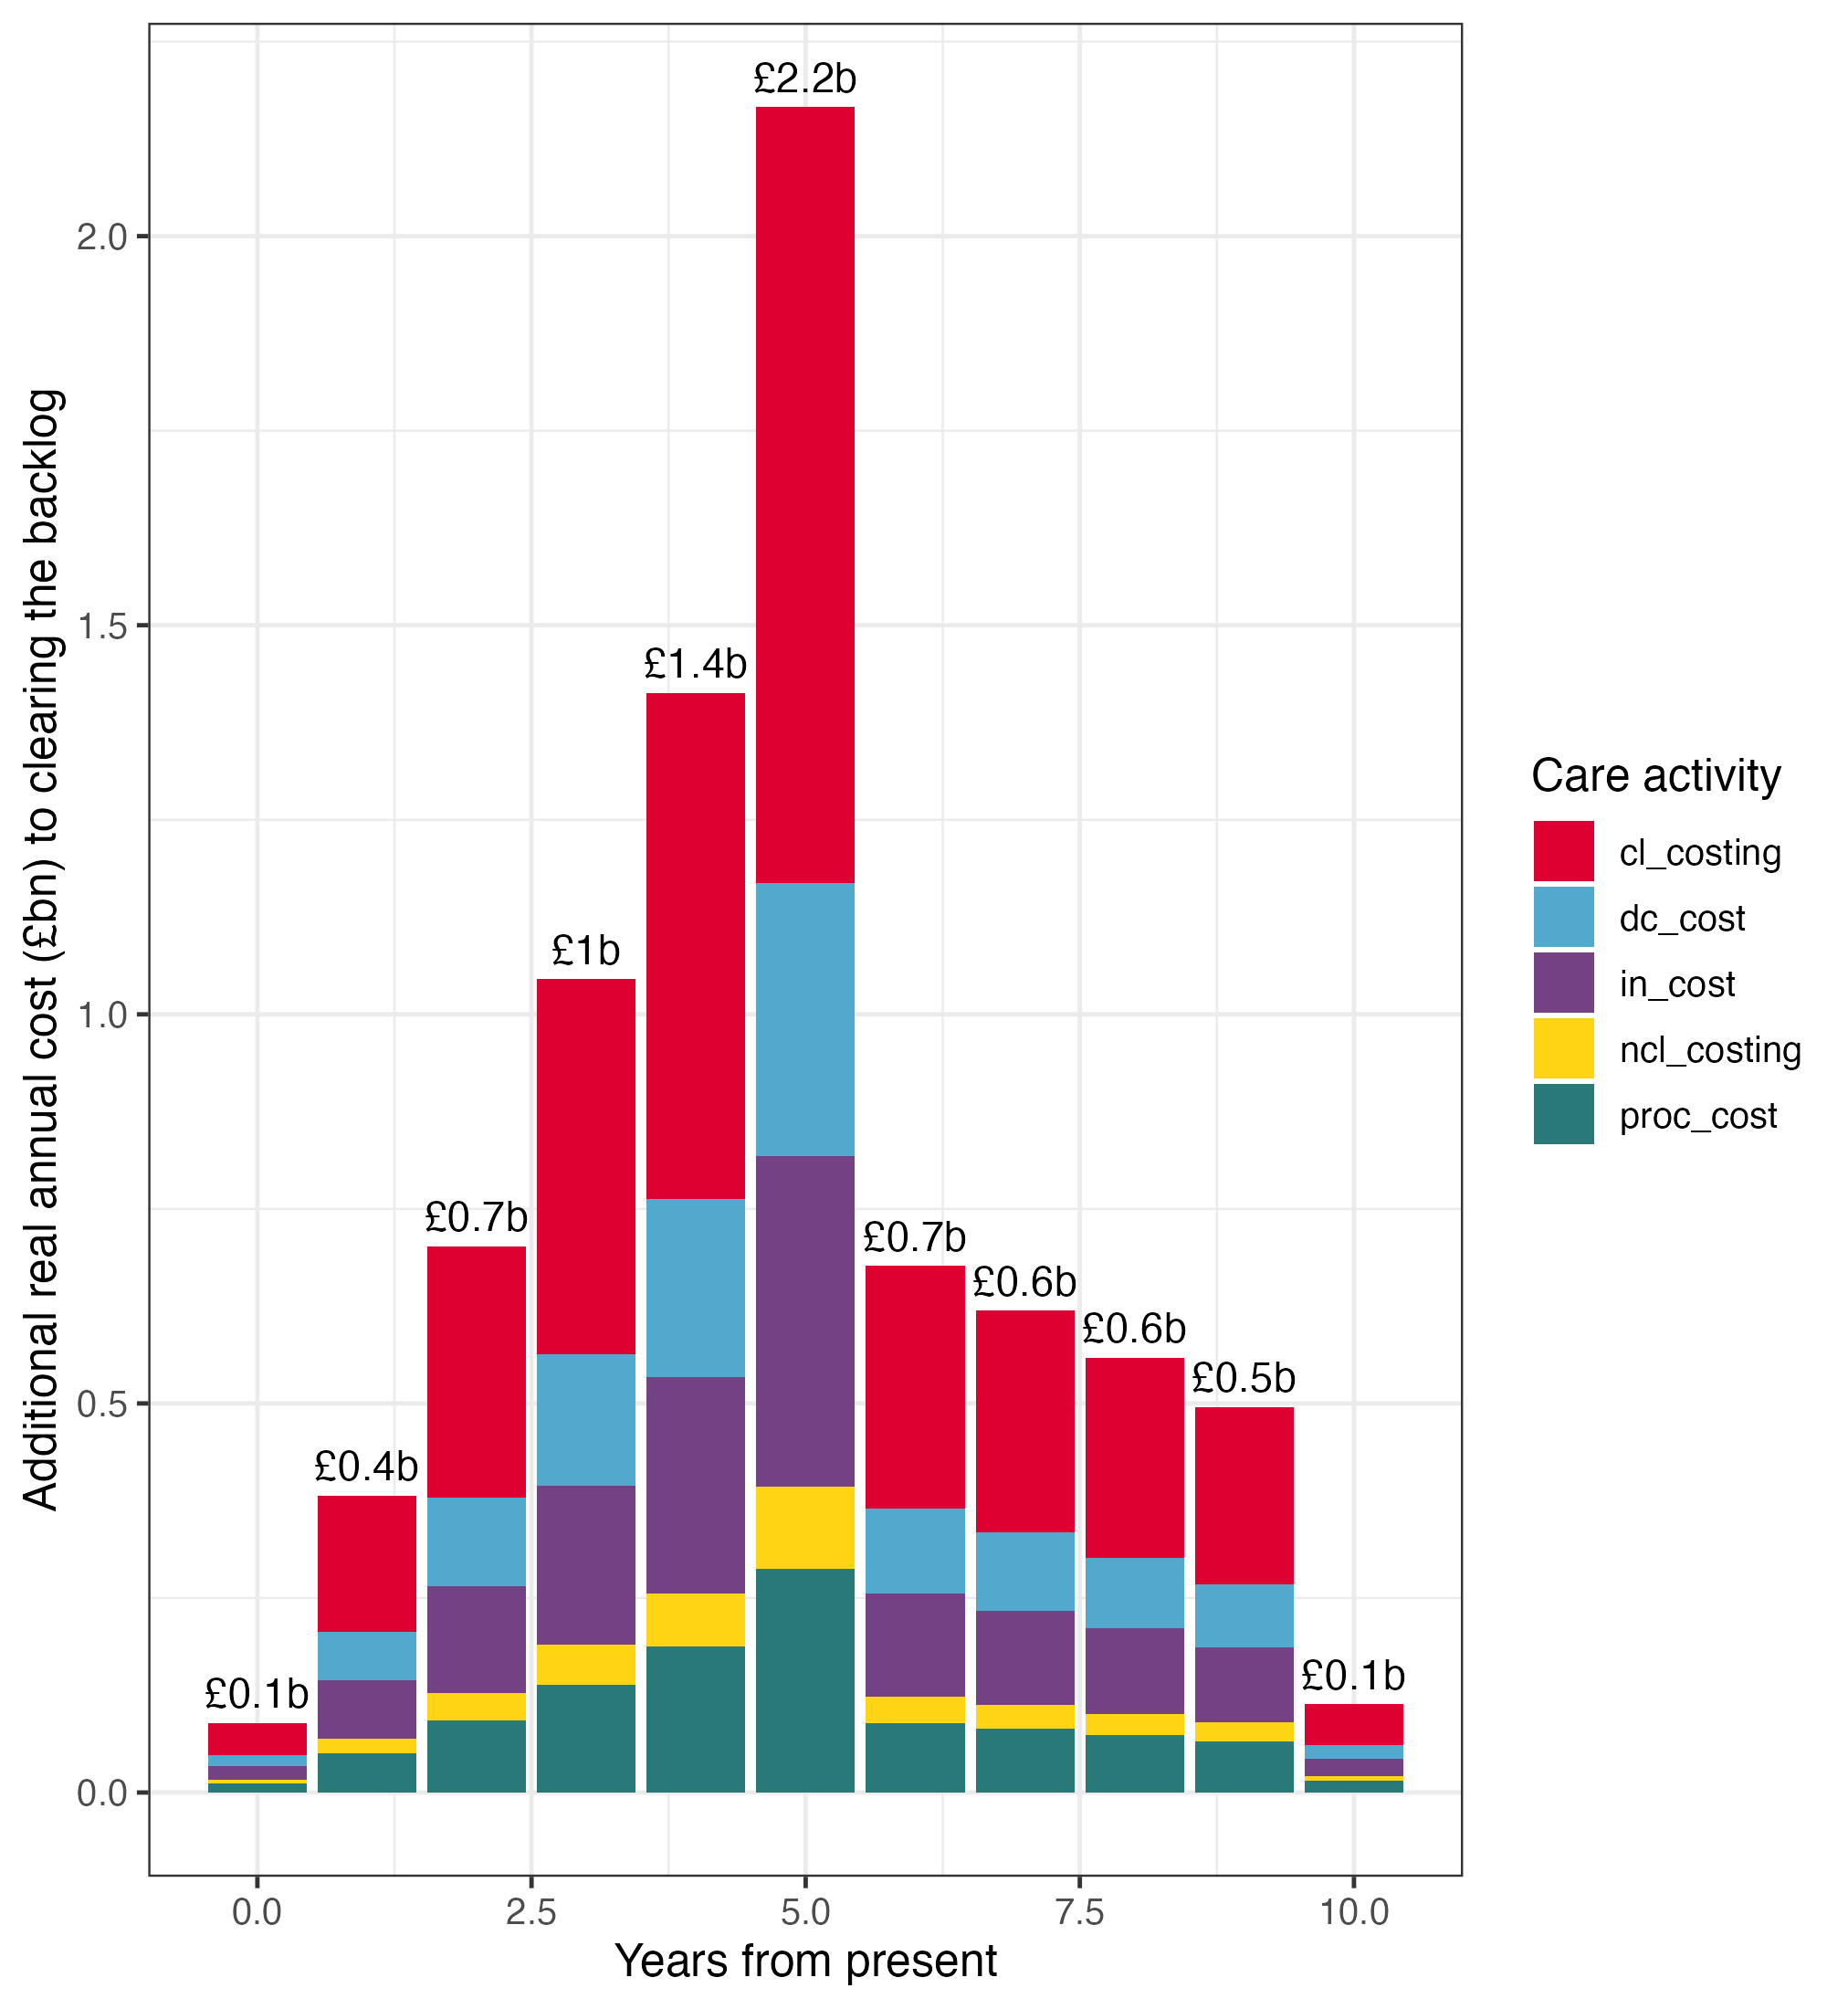 £2.2b
2.0
1.5
£1.4b
£1b
1.0
£0.7b
£0.7b
£0.6b
£0.6b
£0.5b
0.5
£0.4b
£0.1b
£0.1b
0.0
0.0 2.5 5.0 7.5 10.0
Years from present
Additional real annual cost (£bn) to clearing the backlog
Care activity
cl_costing
dc_cost
in_cost
ncl_costing
proc_cost